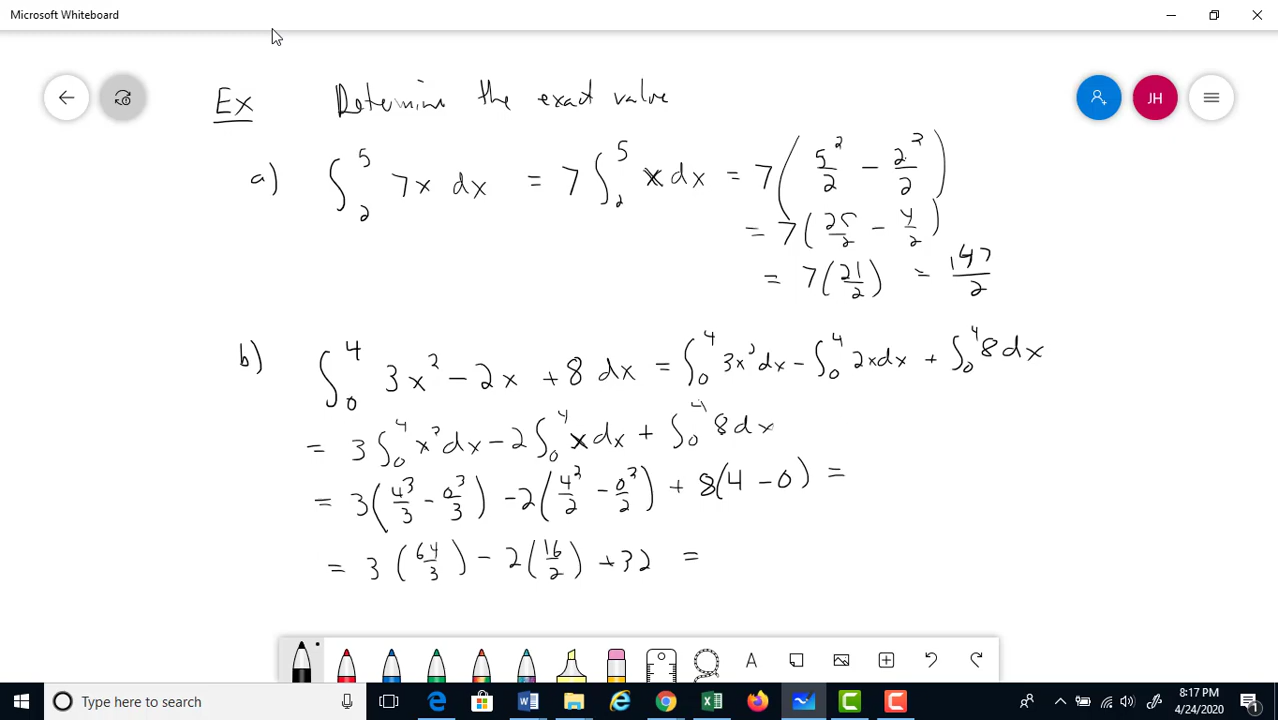 Microsoft Whiteboard
Ex Determine the exact value
JH
a) ∫₂⁵ 7x dx = 7 ∫₂⁵ x dx = 7 ( 5²/2 − 2²/2 )
= 7 ( 25/2 − 4/2 )
= 7 ( 21/2 ) = 147/2
b) ∫₀⁴ 3x² − 2x + 8 dx = ∫₀⁴ 3x² dx − ∫₀⁴ 2x dx + ∫₀⁴ 8 dx
= 3 ∫₀⁴ x² dx − 2 ∫₀⁴ x dx + ∫₀⁴ 8 dx
= 3 ( 4³/3 − 0³/3 ) − 2 ( 4²/2 − 0²/2 ) + 8(4 − 0) =
= 3 ( 64/3 ) − 2 ( 16/2 ) + 32 =
Type here to search
8:17 PM
4/24/2020
1